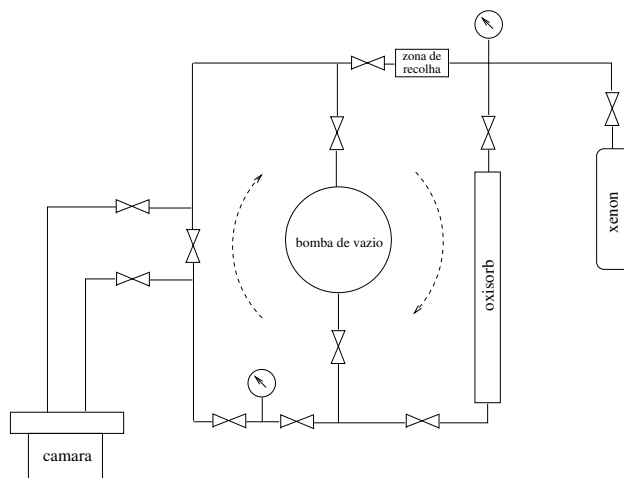 zona de
recolha
bomba de vazio
oxisorb
xenon
camara